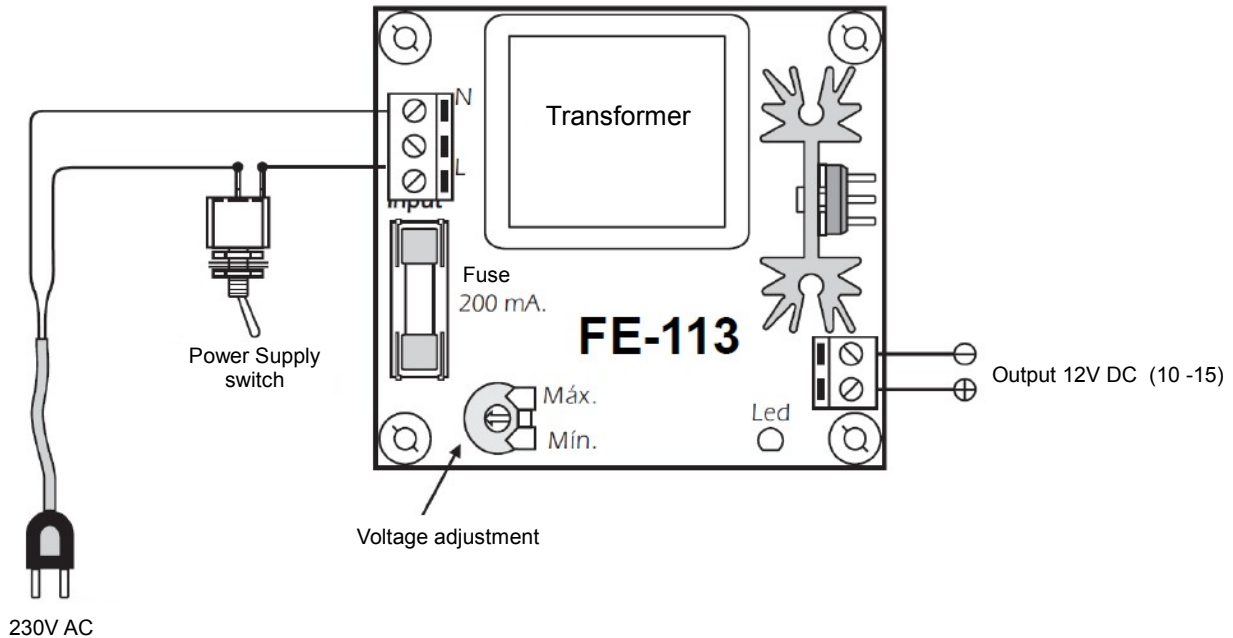 N
Transformer
L
Input
Fuse
200 mA.
FE-113
Power Supply
switch
Output 12V DC (10 -15)
Máx.
Mín.
Led
Voltage adjustment
230V AC